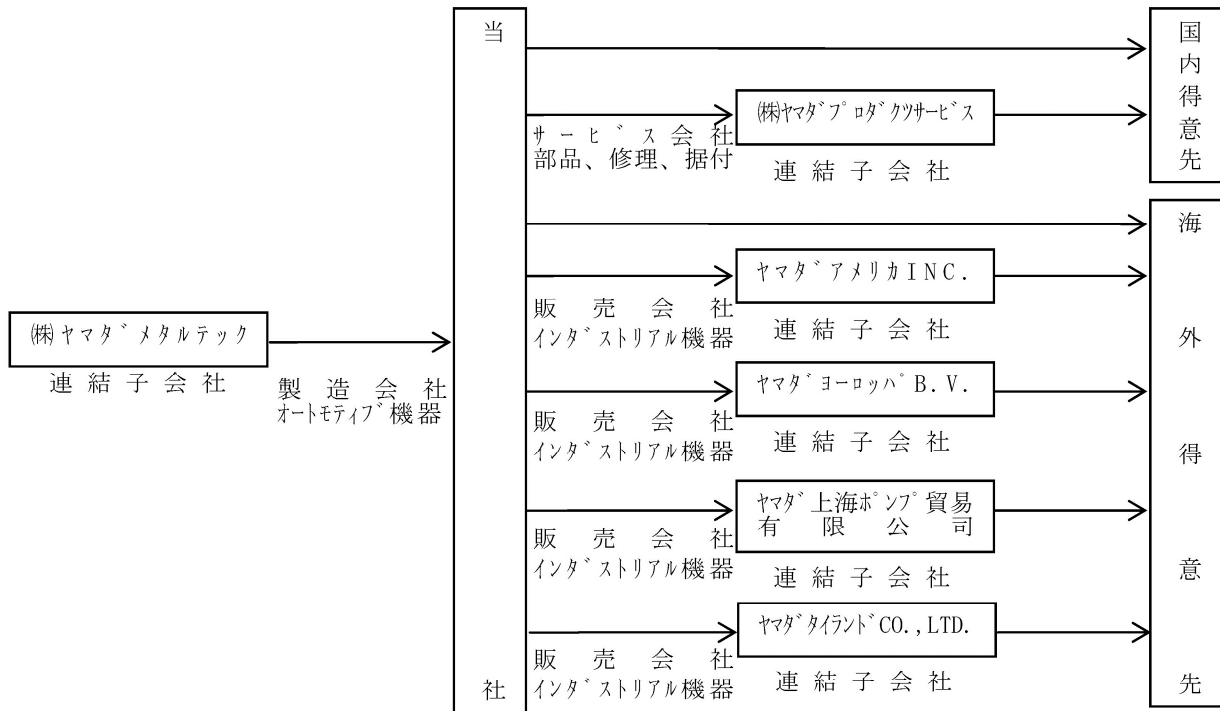 当社
国内得意先
㈱ﾔﾏﾀﾞﾌﾟﾛﾀﾞｸﾂｻｰﾋﾞｽ
サービス会社
部品、修理、据付
連結子会社
海外得意先
ﾔﾏﾀﾞｱﾒﾘｶＩＮＣ.
販売会社
ｲﾝﾀﾞｽﾄﾘｱﾙ機器
連結子会社
㈱ﾔﾏﾀﾞﾒﾀﾙﾃｯｸ
連結子会社
製造会社
ｵｰﾄﾓﾃｨﾌﾞ機器
ﾔﾏﾀﾞﾖｰﾛｯﾊﾟB.V.
販売会社
ｲﾝﾀﾞｽﾄﾘｱﾙ機器
連結子会社
ﾔﾏﾀﾞ上海ﾎﾟﾝﾌﾟ貿易
有限公司
販売会社
ｲﾝﾀﾞｽﾄﾘｱﾙ機器
連結子会社
ﾔﾏﾀﾞﾀｲﾗﾝﾄﾞCO.,LTD.
販売会社
ｲﾝﾀﾞｽﾄﾘｱﾙ機器
連結子会社